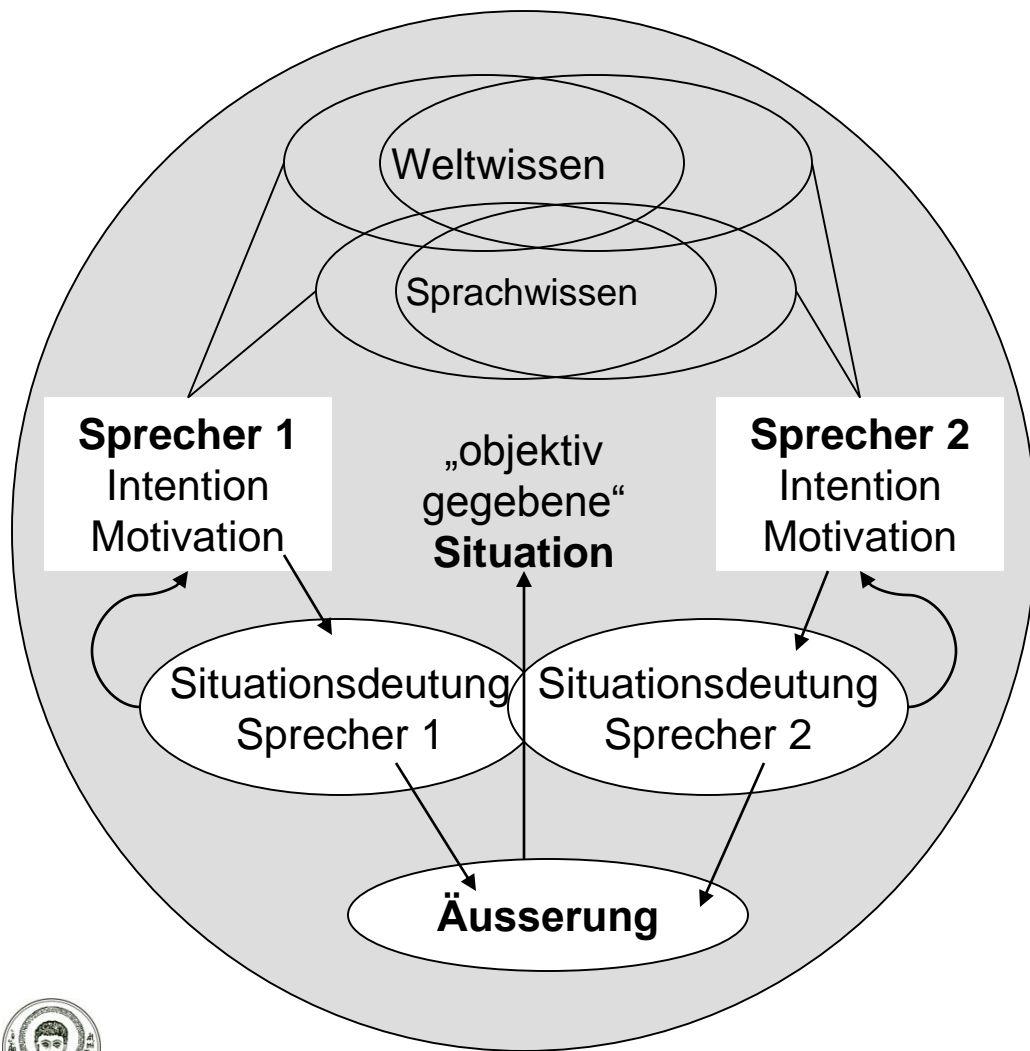 Weltwissen
Sprachwissen
Sprecher 1
Intention
Motivation
„objektiv
gegebene“
Situation
Sprecher 2
Intention
Motivation
Situationsdeutung
Sprecher 1
Situationsdeutung
Sprecher 2
Äusserung